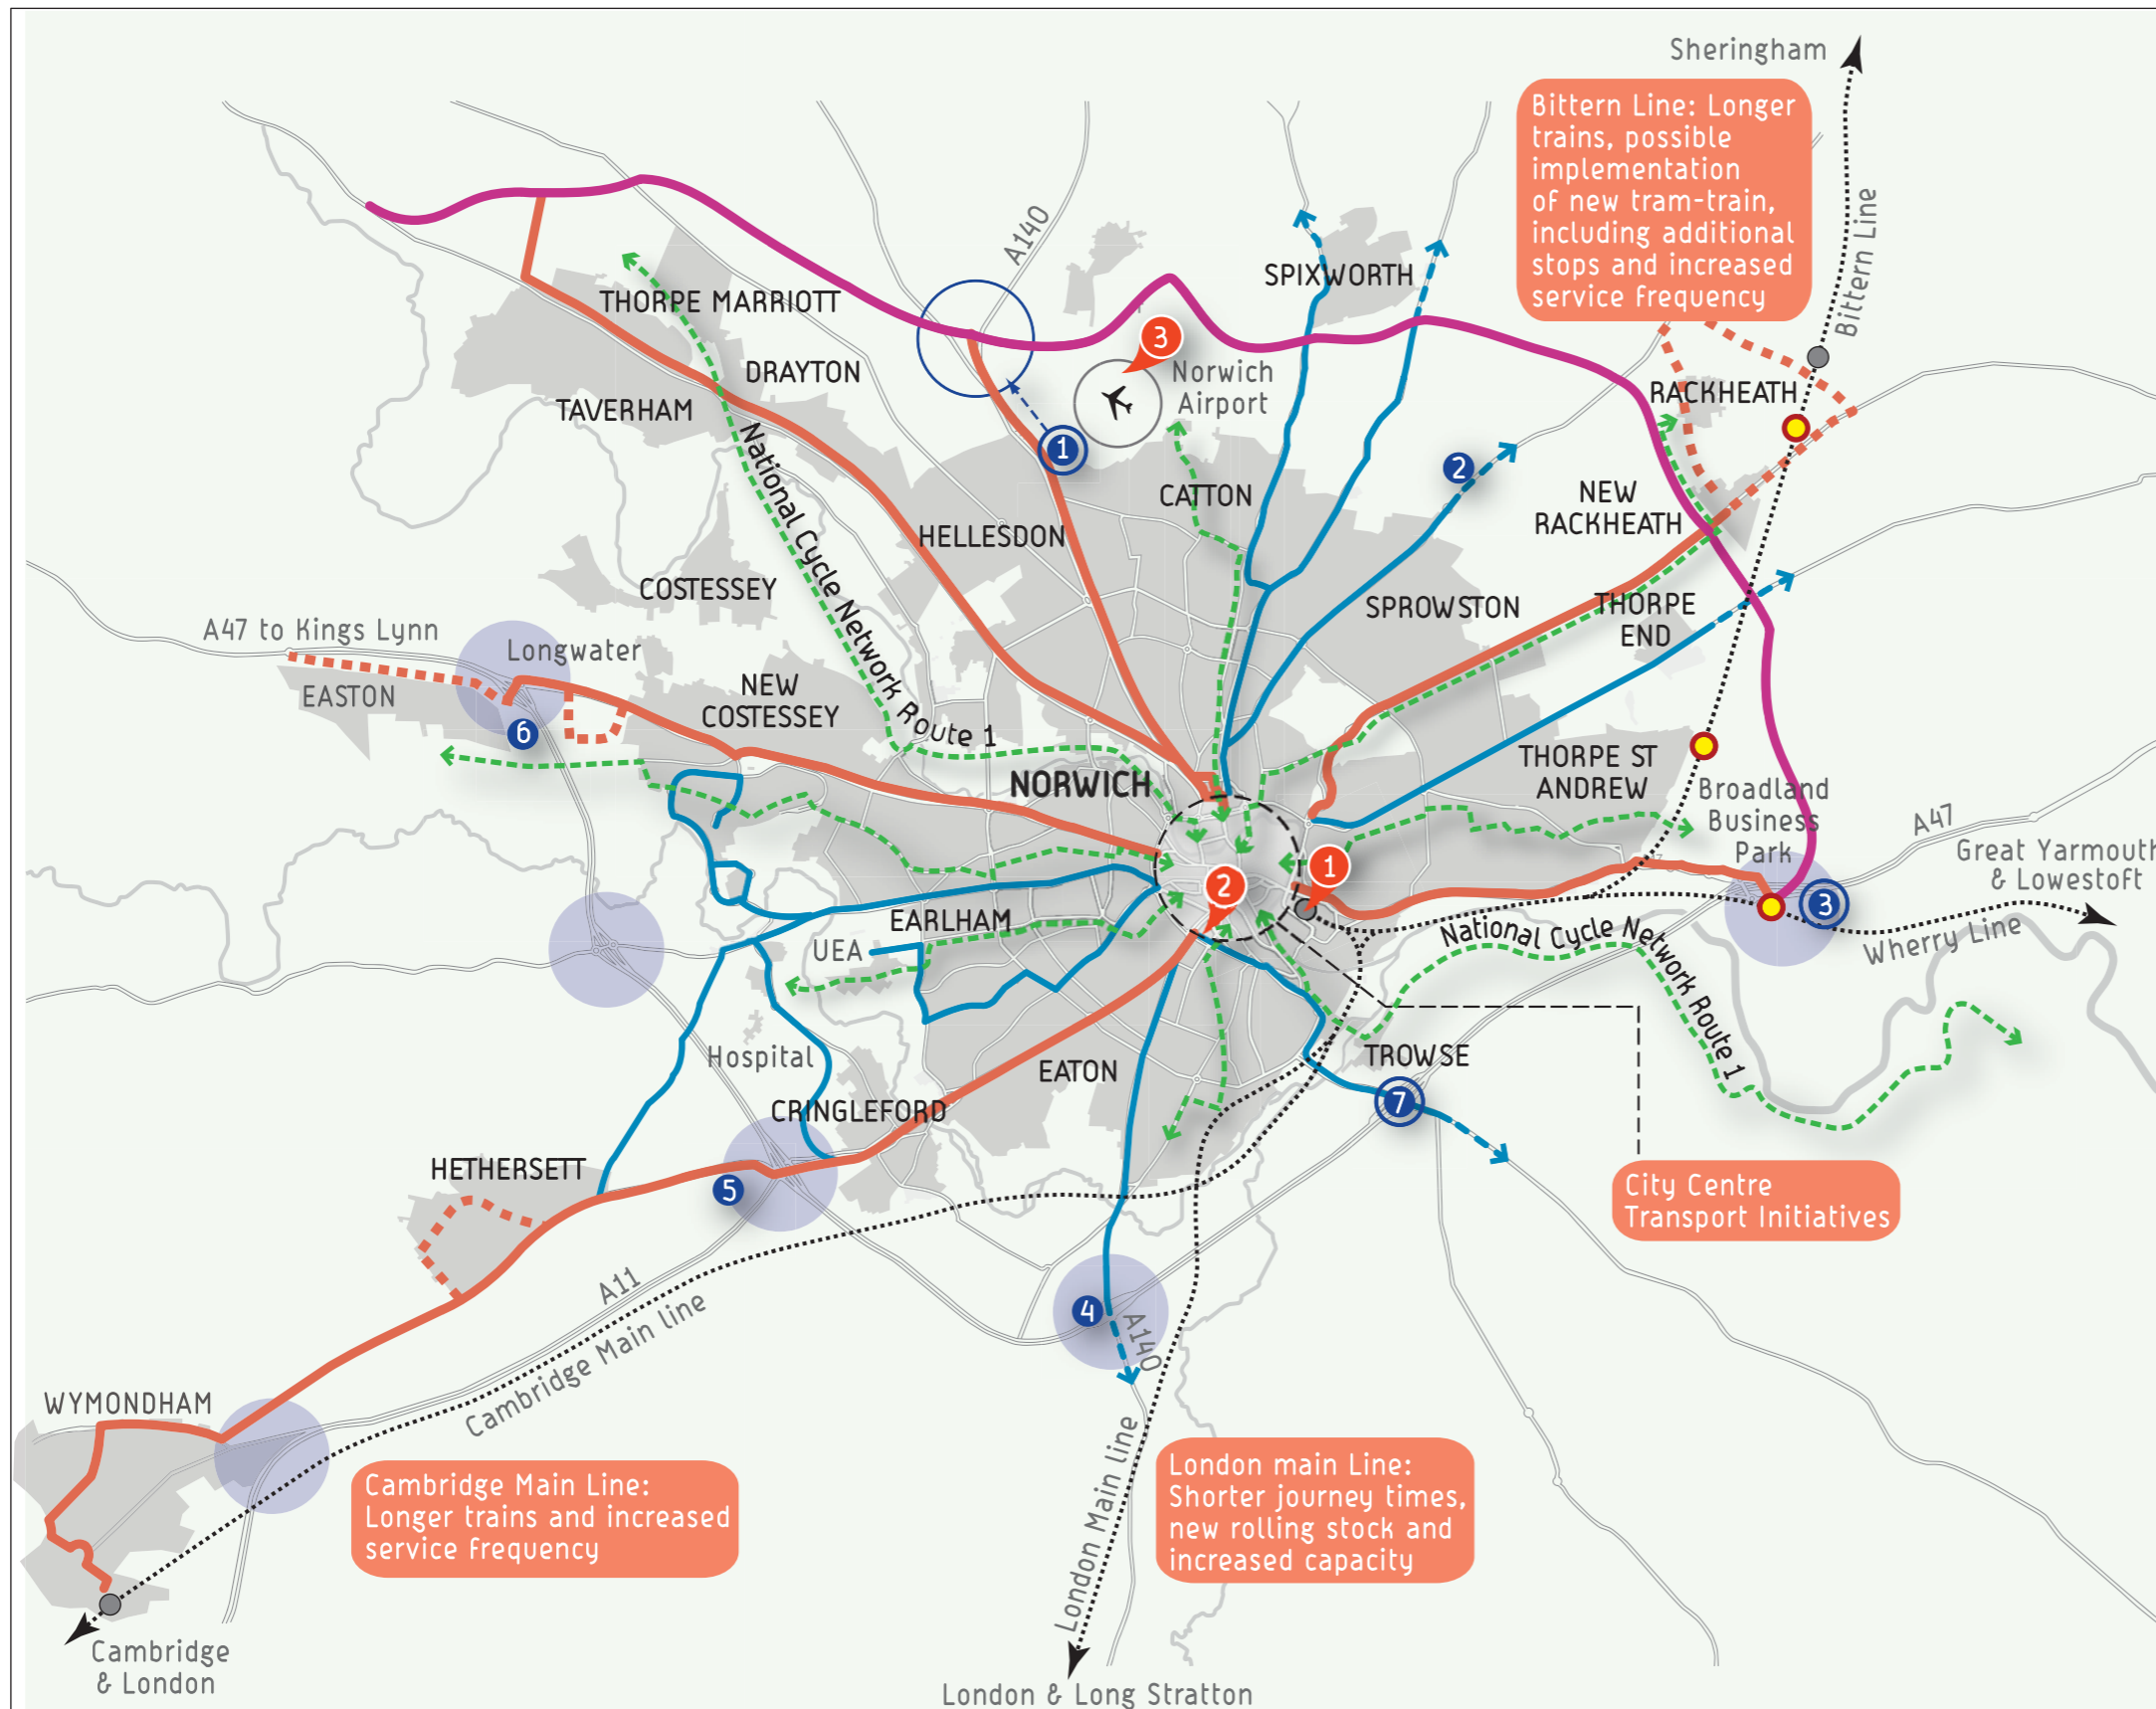 Sheringham
Bittern Line: Longer
trains, possible
implementation
of new tram-train,
including additional
stops and increased
service frequency
Bittern Line
A140
SPIXWORTH
THORPE MARRIOTT
3
DRAYTON
Norwich
Airport
RACKHEATH
TAVERHAM
1
2
CATTON
NEW
RACKHEATH
National Cycle Network Route 1
HELLESDON
COSTESSEY
SPROWSTON
THORPE
END
A47 to Kings Lynn
Longwater
EASTON
NEW
COSTESSEY
6
NORWICH
THORPE ST
ANDREW
Broadland
Business
Park
A47
Great Yarmouth
& Lowestoft
1
2
3
EARLHAM
UEA
National Cycle Network Route 1
Wherry Line
Hospital
EATON
TROWSE
7
CRINGLEFORD
HETHERSETT
5
City Centre
Transport Initiatives
A11
Cambridge Main line
4
A140
WYMONDHAM
London Main line
Cambridge Main Line:
Longer trains and increased
service frequency
London main Line:
Shorter journey times,
new rolling stock and
increased capacity
Cambridge
& London
London & Long Stratton